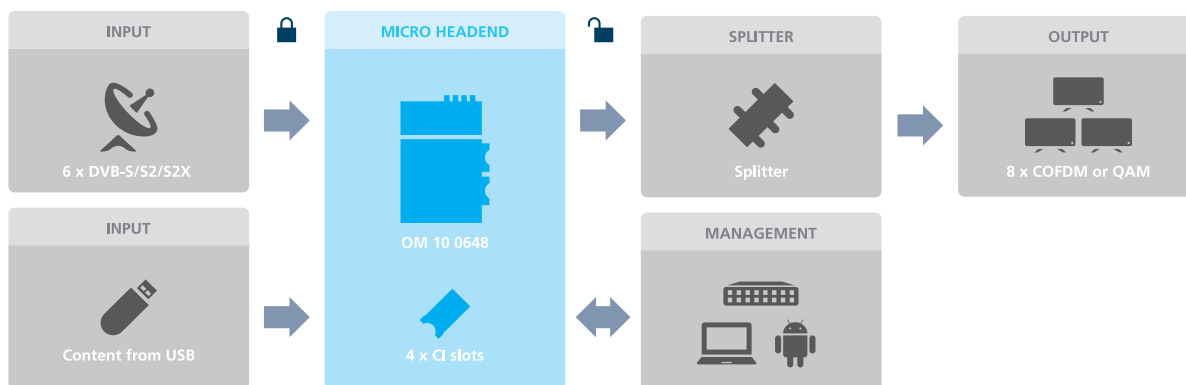 INPUT
6 x DVB-S/S2/S2X
INPUT
Content from USB
MICRO HEADEND
OM 10 0648
4 x CI slots
SPLITTER
Splitter
MANAGEMENT
OUTPUT
8 x COFDM or QAM